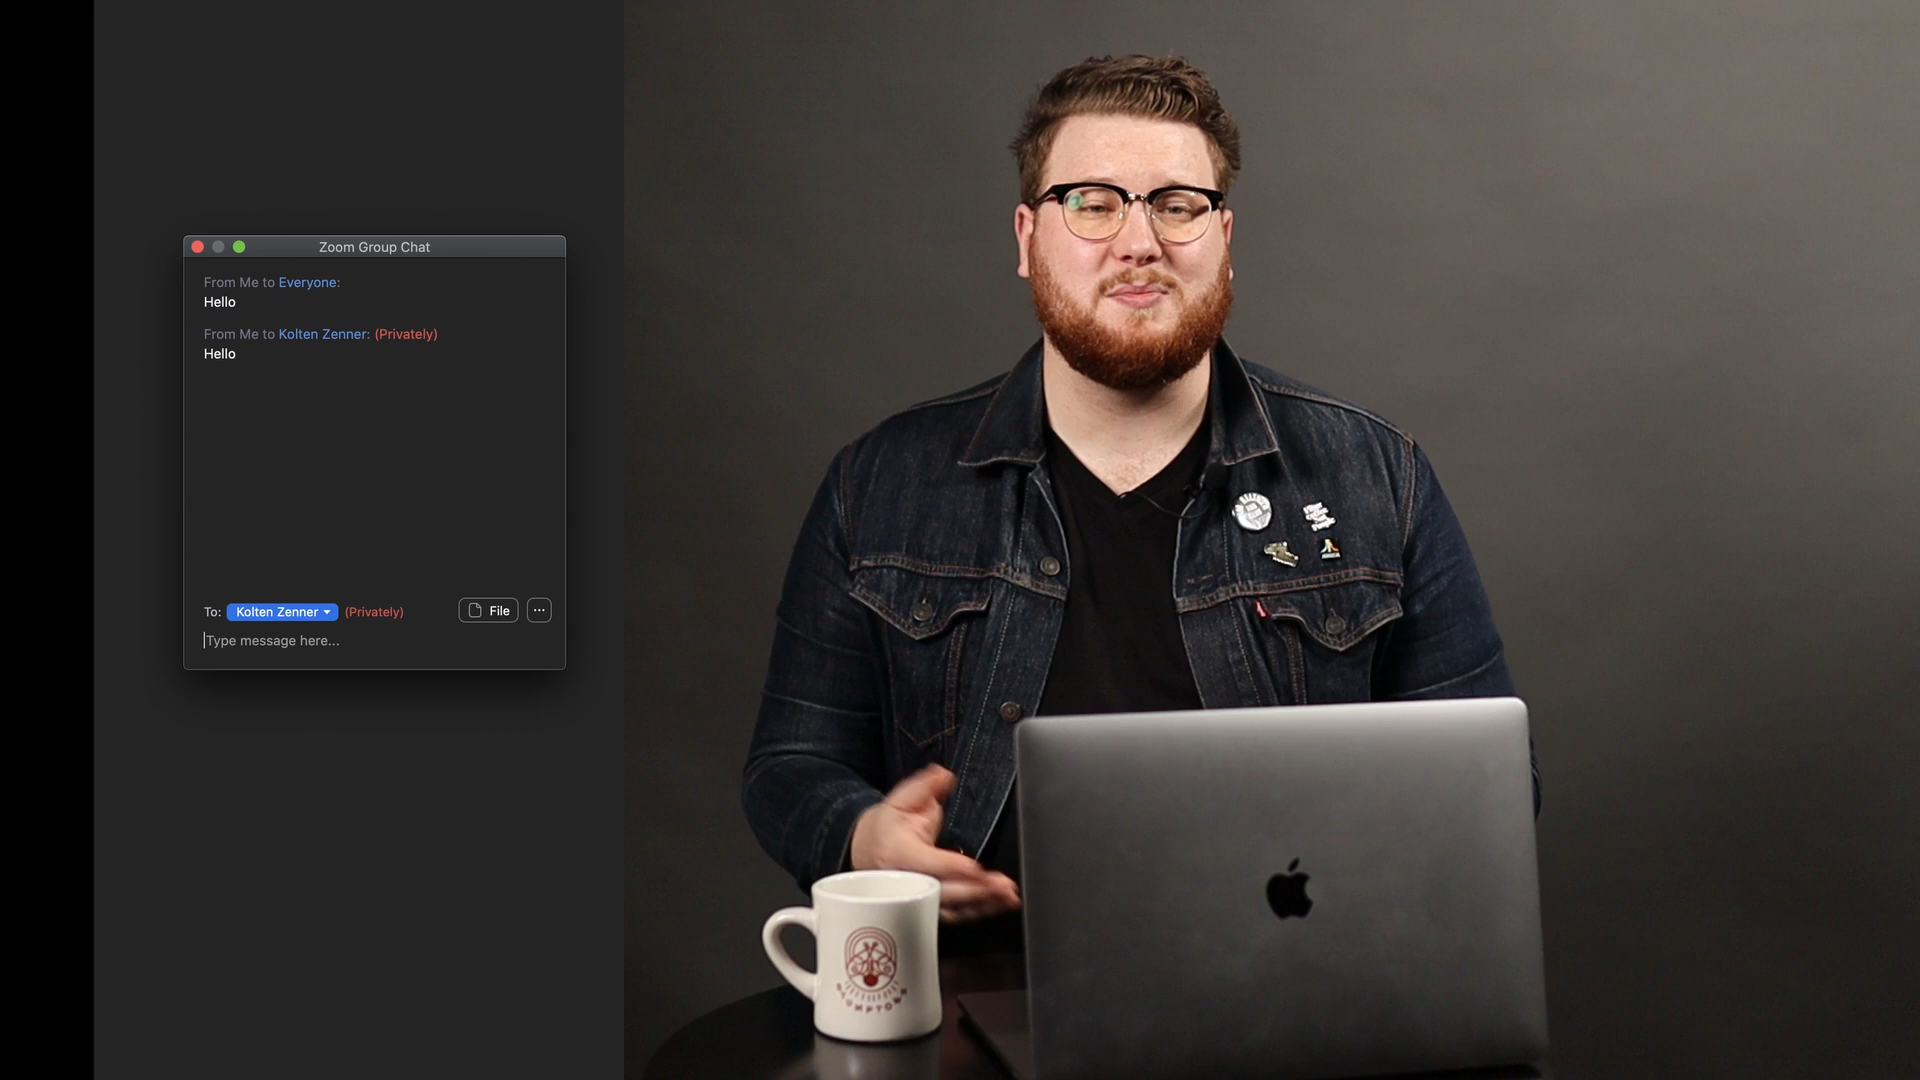 Zoom Group Chat
From Me to Everyone:
Hello
From Me to Kolten Zenner: (Privately)
Hello
To: Kolten Zenner (Privately)
File
Type message here...